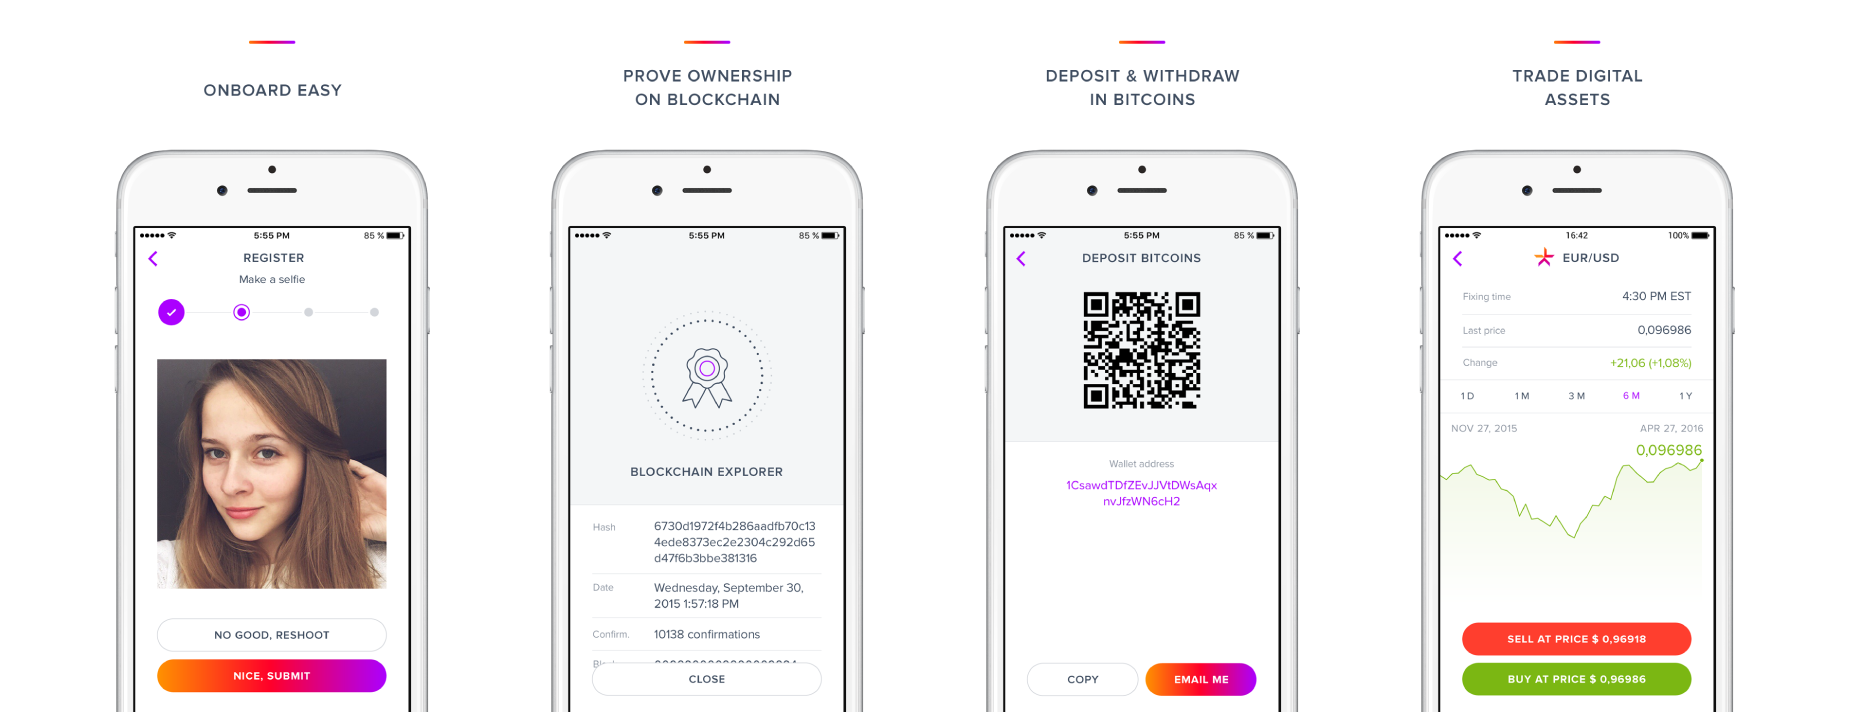 ONBOARD EASY
5:55 PM
85 %
REGISTER
Make a selfie
NO GOOD, RESHOOT
NICE, SUBMIT
PROVE OWNERSHIP
ON BLOCKCHAIN
5:55 PM
85 %
BLOCKCHAIN EXPLORER
Hash
6730d1972f4b286aadfb70c13
4ede8373ec2e2304c292d65
d47f6b3bbe381316
Date
Wednesday, September 30,
2015 1:57:18 PM
Confirm.
10138 confirmations
CLOSE
DEPOSIT & WITHDRAW
IN BITCOINS
5:55 PM
85 %
DEPOSIT BITCOINS
Wallet address
1CsawdTDfZEvJJVtDWsAqx
nvJfzWN6cH2
COPY
EMAIL ME
TRADE DIGITAL
ASSETS
16:42
100%
EUR/USD
Fixing time
4:30 PM EST
Last price
0,096986
Change
+21,06 (+1,08%)
1 D
1 M
3 M
6 M
1 Y
NOV 27, 2015
APR 27, 2016
0,096986
SELL AT PRICE $ 0,96918
BUY AT PRICE $ 0,96986